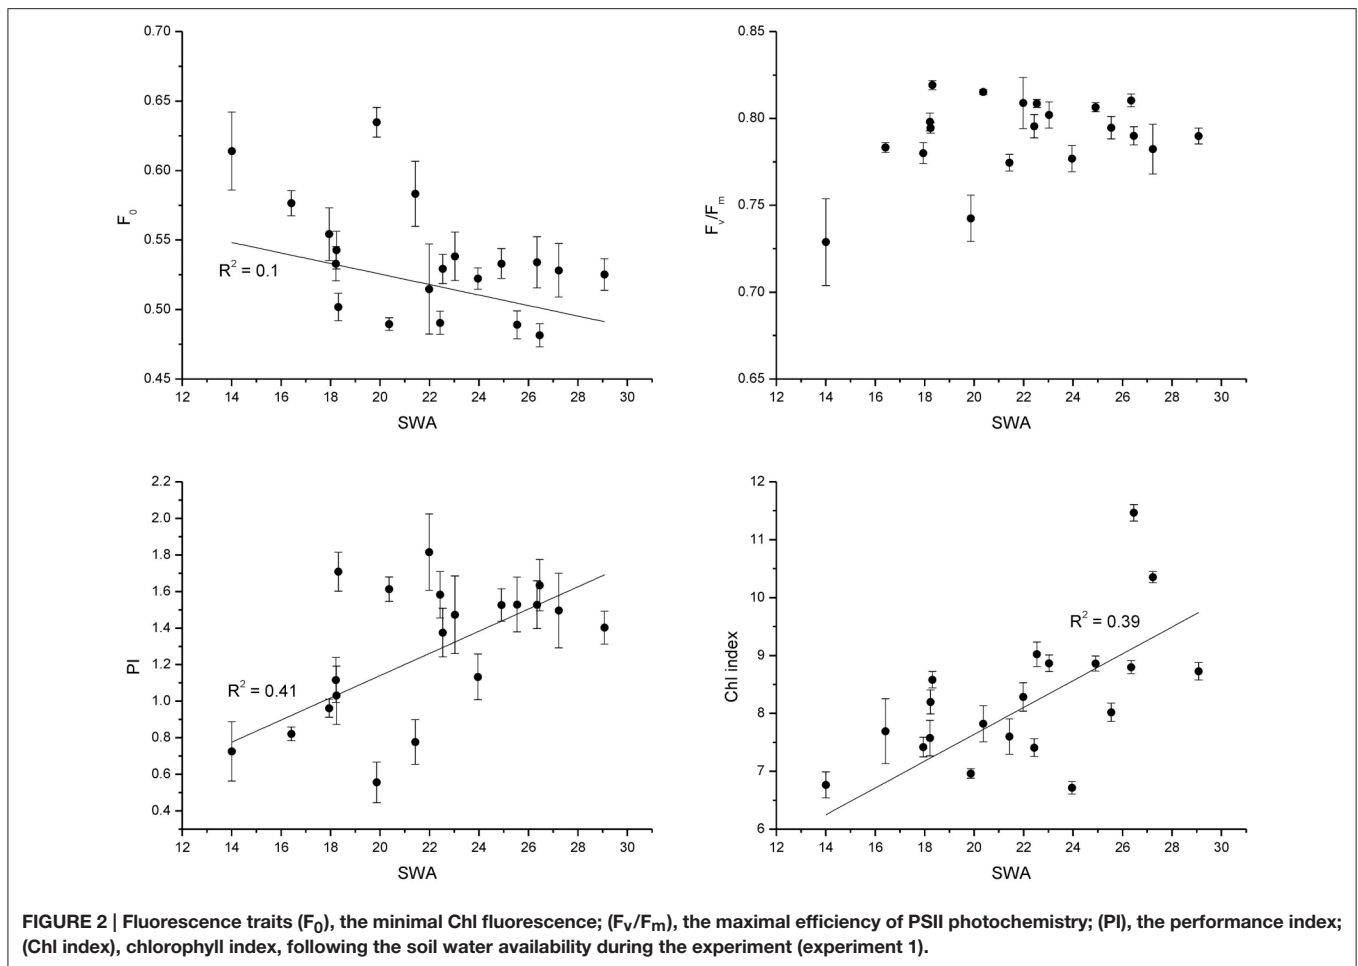 0.70
0.65
0.60
0.55
0.50
0.45
F0
R2 = 0.1
12 14 16 18 20 22 24 26 28 30
SWA
0.85
0.80
0.75
0.70
0.65
Fv/Fm
12 14 16 18 20 22 24 26 28 30
SWA
2.2
2.0
1.8
1.6
1.4
1.2
1.0
0.8
0.6
0.4
PI
R2 = 0.41
12 14 16 18 20 22 24 26 28 30
SWA
12
11
10
9
8
7
6
Chl index
R2 = 0.39
12 14 16 18 20 22 24 26 28 30
SWA
FIGURE 2 | Fluorescence traits (F0), the minimal Chl fluorescence; (Fv/Fm), the maximal efficiency of PSII photochemistry; (PI), the performance index;
(Chl index), chlorophyll index, following the soil water availability during the experiment (experiment 1).